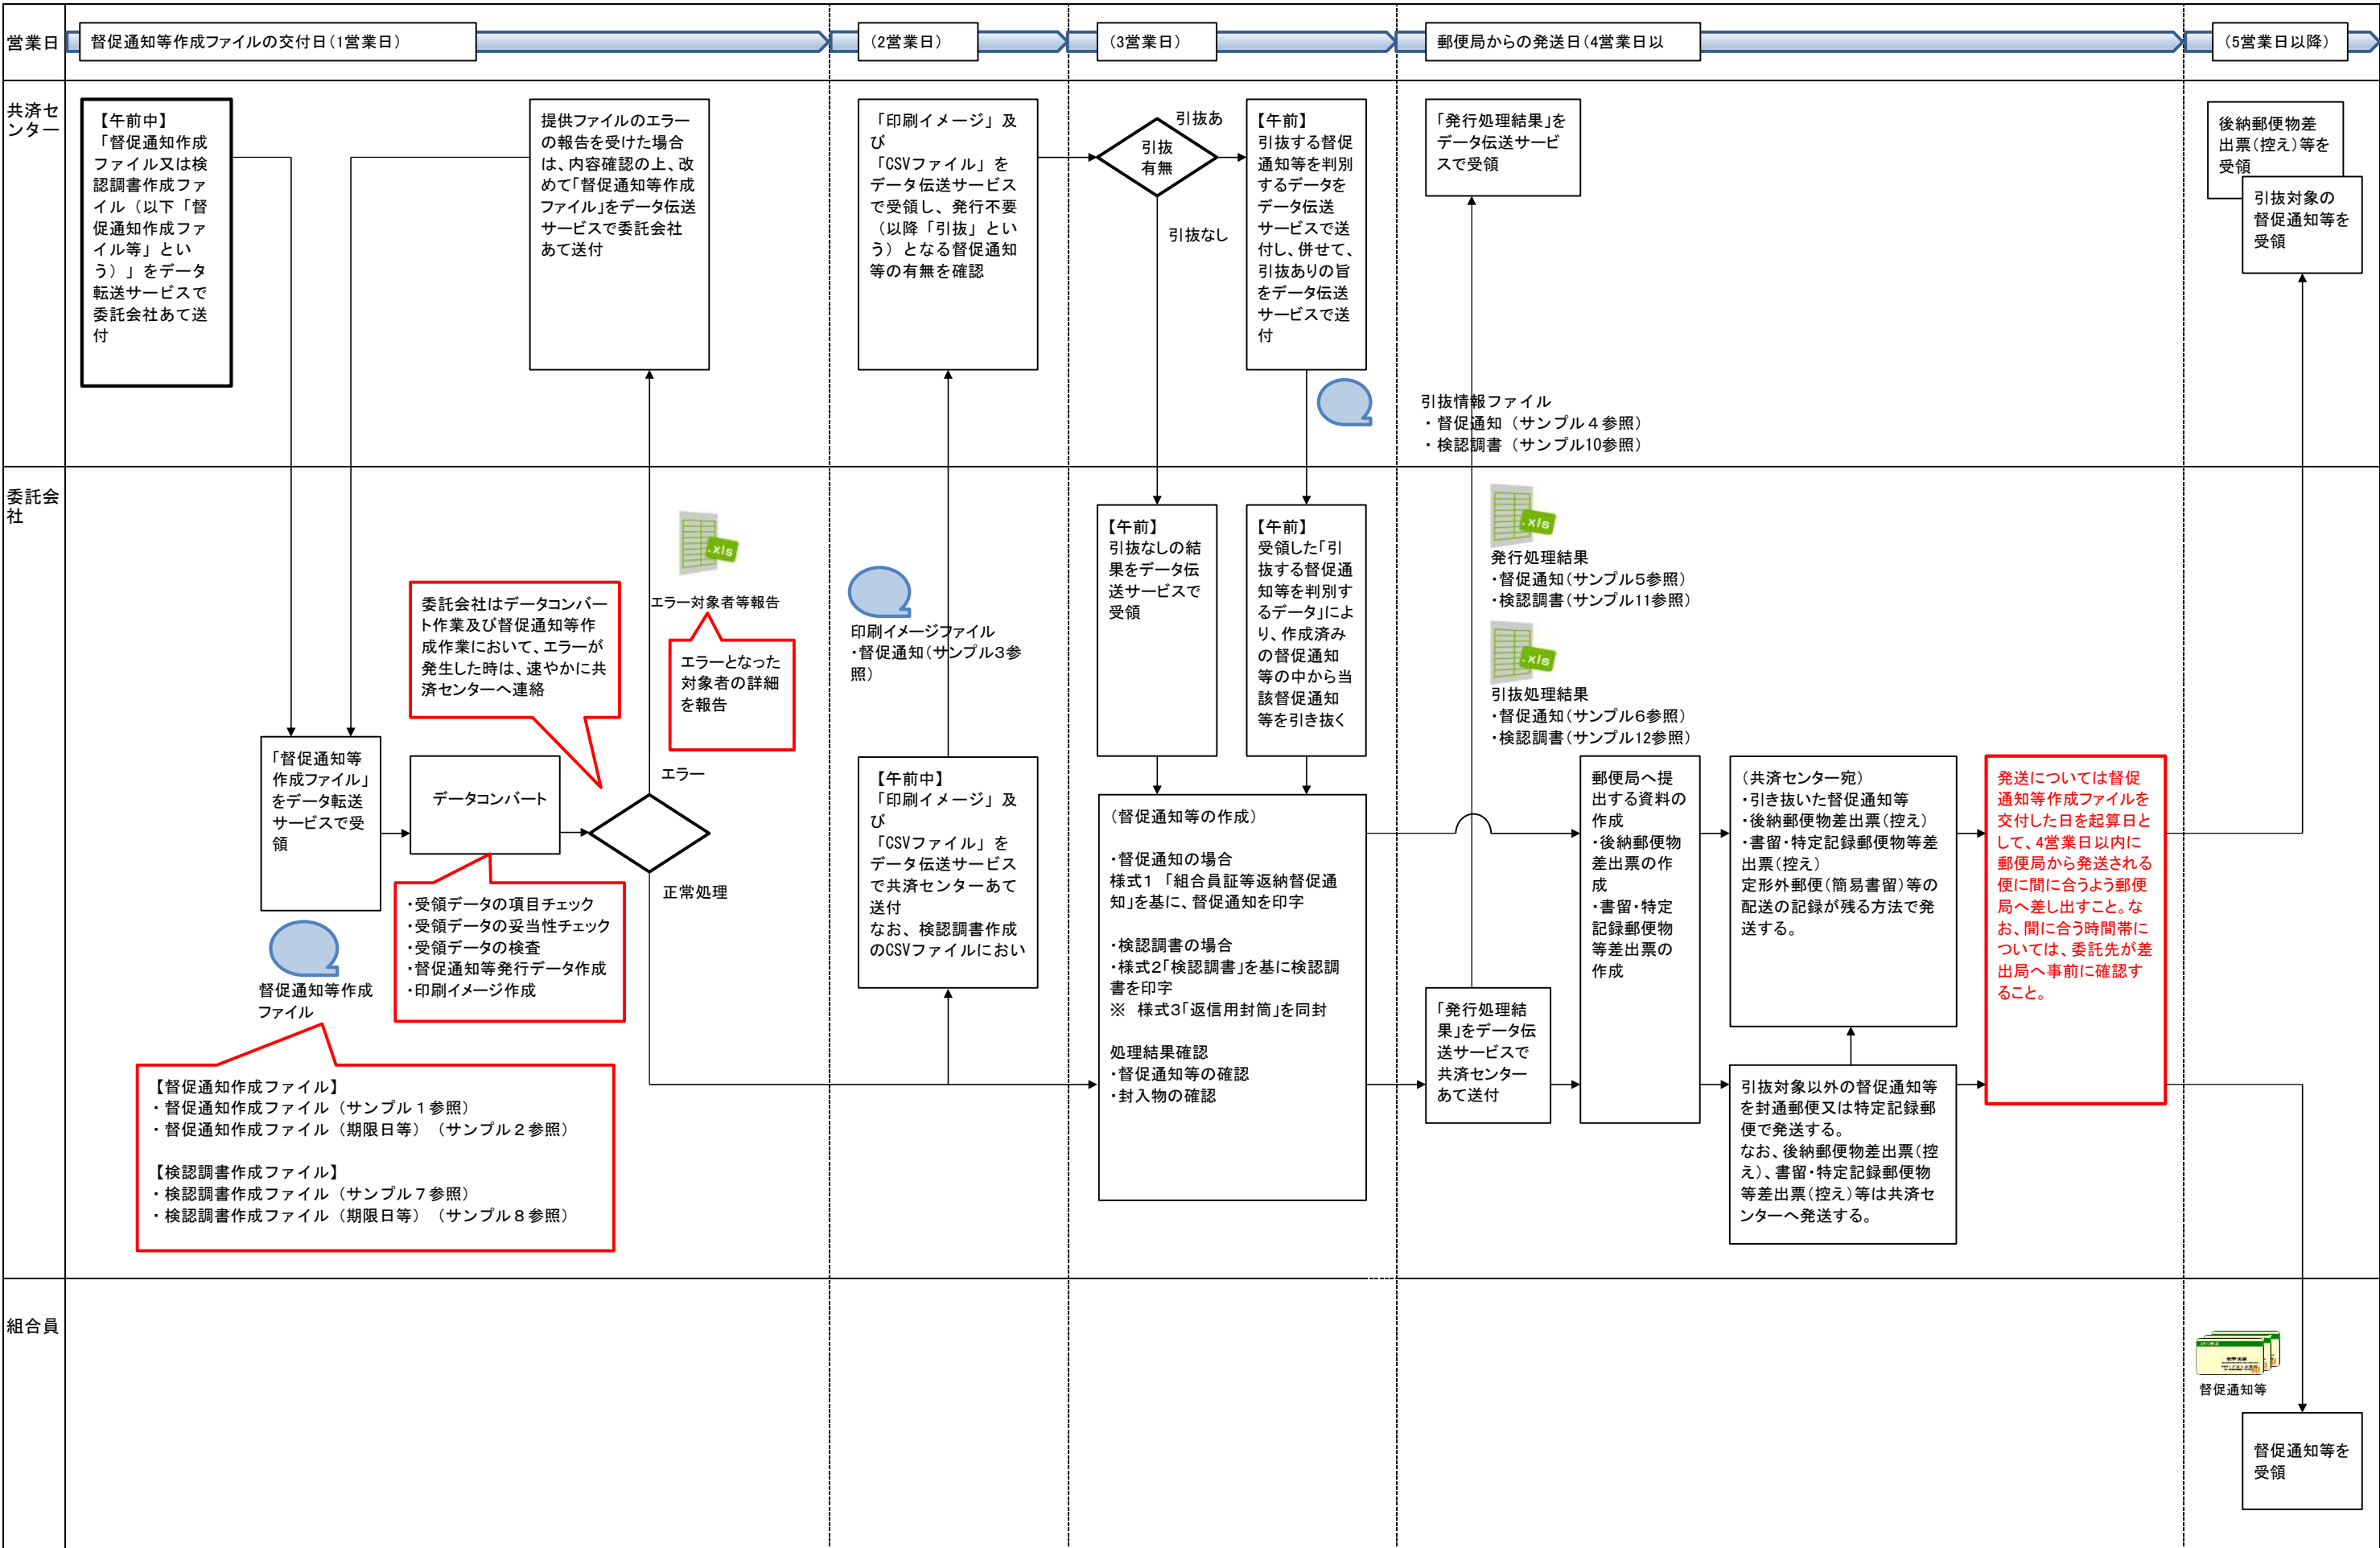 営業日
督促通知等作成ファイルの交付日(1営業日)
(2営業日)
(3営業日)
郵便局からの発送日(4営業日以
(5営業日以降)
共済セ
ンター
【午前中】
「督促通知作成
ファイル又は検
認調書作成ファ
イル（以下「督
促通知作成ファ
イル等」とい
う）」をデータ
転送サービスで
委託会社あて送
付
提供ファイルのエラー
の報告を受けた場合
は、内容確認の上、改
めて「督促通知等作成
ファイル」をデータ伝送
サービスで委託会社
あて送付
「印刷イメージ」及
び
「CSVファイル」を
データ伝送サービス
で受領し、発行不要
（以降「引抜」とい
う）となる督促通知
等の有無を確認
引抜
有無
引抜あ
引抜なし
【午前】
引抜する督促
通知等を判別
するデータを
データ伝送
サービスで送
付し、併せて、
引抜ありの旨
をデータ伝送
サービスで送
付
「発行処理結果」を
データ伝送サービ
スで受領
引抜情報ファイル
・督促通知（サンプル４参照）
・検認調書（サンプル10参照）
後納郵便物差
出票(控え)等を
受領
引抜対象の
督促通知等を
受領
委託会
社
「督促通知等
作成ファイル」
をデータ転送
サービスで受
領
督促通知等作成
ファイル
【督促通知作成ファイル】
・督促通知作成ファイル（サンプル１参照）
・督促通知作成ファイル（期限日等）（サンプル２参照）
【検認調書作成ファイル】
・検認調書作成ファイル（サンプル７参照）
・検認調書作成ファイル（期限日等）（サンプル８参照）
委託会社はデータコンバー
ト作業及び督促通知等作
成作業において、エラーが
発生した時は、速やかに共
済センターへ連絡
データコンバート
・受領データの項目チェック
・受領データの妥当性チェック
・受領データの検査
・督促通知等発行データ作成
・印刷イメージ作成
.xls
エラー対象者等報告
エラーとなった
対象者の詳細
を報告
エラー
正常処理
印刷イメージファイル
・督促通知(サンプル3参
照)
【午前中】
「印刷イメージ」及
び
「CSVファイル」を
データ伝送サービス
で共済センターあて
送付
なお、検認調書作成
のCSVファイルにおい
【午前】
引抜なしの結
果をデータ伝
送サービスで
受領
【午前】
受領した「引
抜する督促通
知等を判別す
るデータ」によ
り、作成済み
の督促通知
等の中から当
該督促通知
等を引き抜く
(督促通知等の作成)
・督促通知の場合
様式1 「組合員証等返納督促通
知」を基に、督促通知を印字
・検認調書の場合
・様式2「検認調書」を基に検認調
書を印字
※ 様式3「返信用封筒」を同封
処理結果確認
・督促通知等の確認
・封入物の確認
.xls
発行処理結果
・督促通知(サンプル5参照)
・検認調書(サンプル11参照)
.xls
引抜処理結果
・督促通知(サンプル6参照)
・検認調書(サンプル12参照)
「発行処理結
果」をデータ伝
送サービスで
共済センター
あて送付
郵便局へ提
出する資料の
作成
・後納郵便物
差出票の作
成
・書留・特定
記録郵便物
等差出票の
作成
(共済センター宛)
・引き抜いた督促通知等
・後納郵便物差出票(控え)
・書留・特定記録郵便物等差
出票(控え)
定形外郵便(簡易書留)等の
配送の記録が残る方法で発
送する。
引抜対象以外の督促通知等
を封通郵便又は特定記録郵
便で発送する。
なお、後納郵便物差出票(控
え)、書留・特定記録郵便物
等差出票(控え)等は共済セ
ンターへ発送する。
発送については督促
通知等作成ファイルを
交付した日を起算日と
して、4営業日以内に
郵便局から発送される
便に間に合うよう郵便
局へ差し出すこと。な
お、間に合う時間帯に
ついては、委託先が差
出局へ事前に確認す
ること。
組合員
督促通知等
督促通知等を
受領